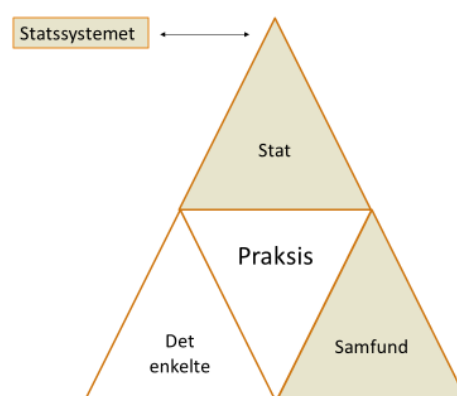 Statssystemet
Stat
Praksis
Det
enkelte
Samfund